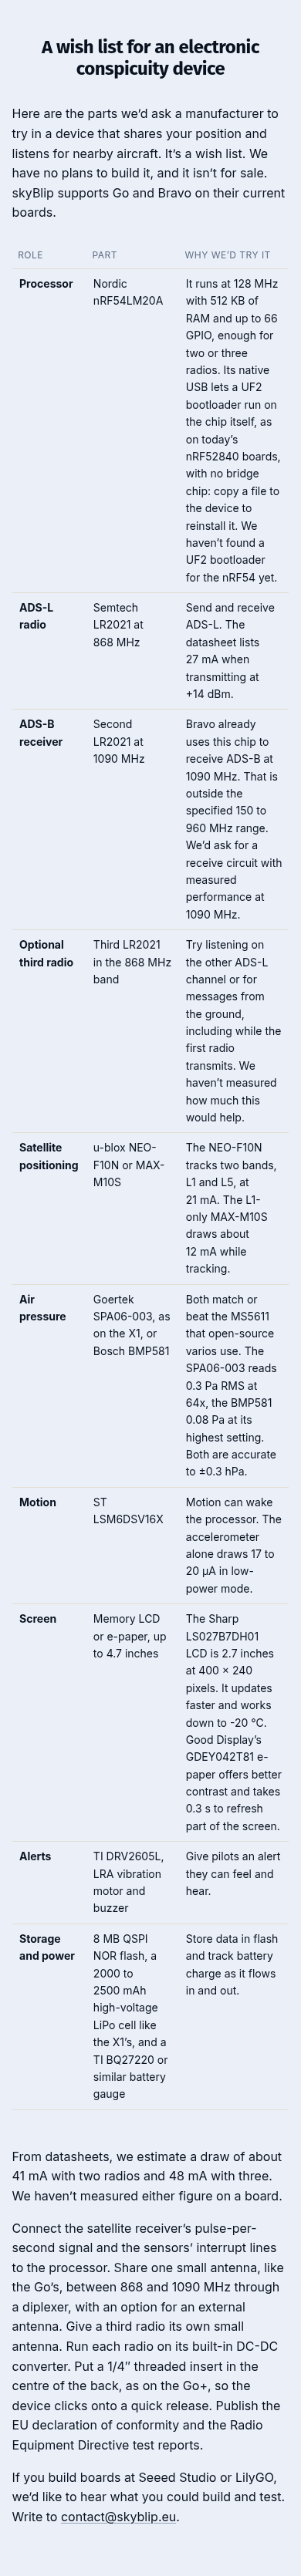 A wish list for an electronic
conspicuity device
Here are the parts we’d ask a manufacturer to
try in a device that shares your position and
listens for nearby aircraft. It’s a wish list. We
have no plans to build it, and it isn’t for sale.
skyBlip supports Go and Bravo on their current
boards.
ROLE PART WHY WE’D TRY IT
Processor Nordic It runs at 128 MHz
nRF54LM20A with 512 KB of
RAM and up to 66
GPIO, enough for
two or three
radios. Its native
USB lets a UF2
bootloader run on
the chip itself, as
on today’s
nRF52840 boards,
with no bridge
chip: copy a file to
the device to
reinstall it. We
haven’t found a
UF2 bootloader
for the nRF54 yet.
ADS-L Semtech Send and receive
radio LR2021 at ADS-L. The
868 MHz datasheet lists
27 mA when
transmitting at
+14 dBm.
ADS-B Second Bravo already
receiver LR2021 at uses this chip to
1090 MHz receive ADS-B at
1090 MHz. That is
outside the
specified 150 to
960 MHz range.
We’d ask for a
receive circuit with
measured
performance at
1090 MHz.
Optional Third LR2021 Try listening on
third radio in the 868 MHz the other ADS-L
band channel or for
messages from
the ground,
including while the
first radio
transmits. We
haven’t measured
how much this
would help.
Satellite u-blox NEO- The NEO-F10N
positioning F10N or MAX- tracks two bands,
M10S L1 and L5, at
21 mA. The L1-
only MAX-M10S
draws about
12 mA while
tracking.
Air Goertek Both match or
pressure SPA06-003, as beat the MS5611
on the X1, or that open-source
Bosch BMP581 varios use. The
SPA06-003 reads
0.3 Pa RMS at
64x, the BMP581
0.08 Pa at its
highest setting.
Both are accurate
to ±0.3 hPa.
Motion ST Motion can wake
LSM6DSV16X the processor. The
accelerometer
alone draws 17 to
20 µA in low-
power mode.
Screen Memory LCD The Sharp
or e-paper, up LS027B7DH01
to 4.7 inches LCD is 2.7 inches
at 400 × 240
pixels. It updates
faster and works
down to -20 °C.
Good Display’s
GDEY042T81 e-
paper offers better
contrast and takes
0.3 s to refresh
part of the screen.
Alerts TI DRV2605L, Give pilots an alert
LRA vibration they can feel and
motor and hear.
buzzer
Storage 8 MB QSPI Store data in flash
and power NOR flash, a and track battery
2000 to charge as it flows
2500 mAh in and out.
high-voltage
LiPo cell like
the X1’s, and a
TI BQ27220 or
similar battery
gauge
From datasheets, we estimate a draw of about
41 mA with two radios and 48 mA with three.
We haven’t measured either figure on a board.
Connect the satellite receiver’s pulse-per-
second signal and the sensors‘ interrupt lines
to the processor. Share one small antenna, like
the Go’s, between 868 and 1090 MHz through
a diplexer, with an option for an external
antenna. Give a third radio its own small
antenna. Run each radio on its built-in DC-DC
converter. Put a 1/4″ threaded insert in the
centre of the back, as on the Go+, so the
device clicks onto a quick release. Publish the
EU declaration of conformity and the Radio
Equipment Directive test reports.
If you build boards at Seeed Studio or LilyGO,
we’d like to hear what you could build and test.
Write to contact@skyblip.eu.